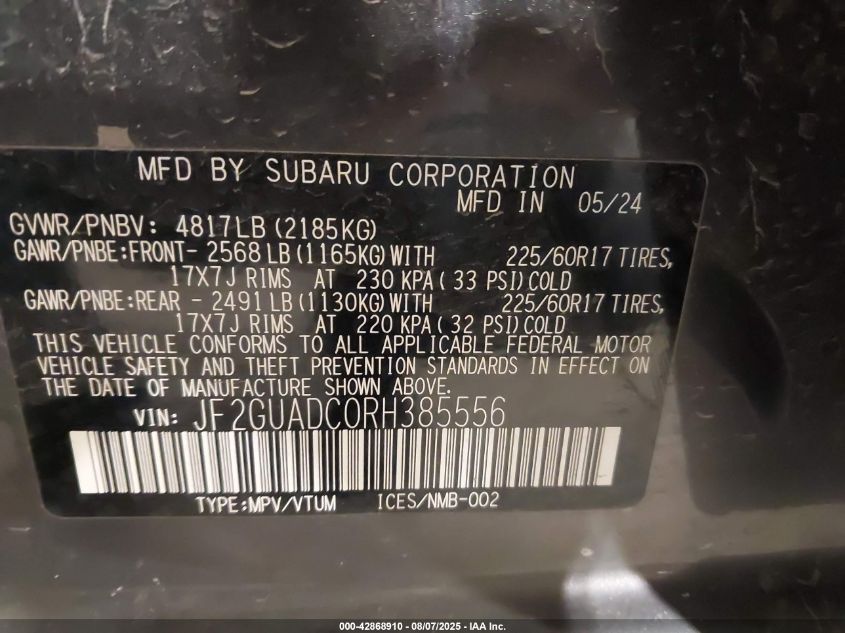 MFD BY SUBARU CORPORATION
MFD IN 05/24
GVWR/PNBV: 4817LB (2185KG)
GAWR/PNBE:FRONT- 2568 LB (1165KG) WITH 225/60R17 TIRES,
17X7J RIMS AT 230 KPA ( 33 PSI) COLD
GAWR/PNBE:REAR - 2491 LB (1130KG) WITH 225/60R17 TIRES,
17X7J RIMS AT 220 KPA ( 32 PSI) COLD
THIS VEHICLE CONFORMS TO ALL APPLICABLE FEDERAL MOTOR
VEHICLE SAFETY AND THEFT PREVENTION STANDARDS IN EFFECT ON
THE DATE OF MANUFACTURE SHOWN ABOVE.
VIN: JF2GUADC0RH385556
TYPE:MPV/VTUM ICES/NMB-002
000-42868910 - 08/07/2025 - IAA Inc.